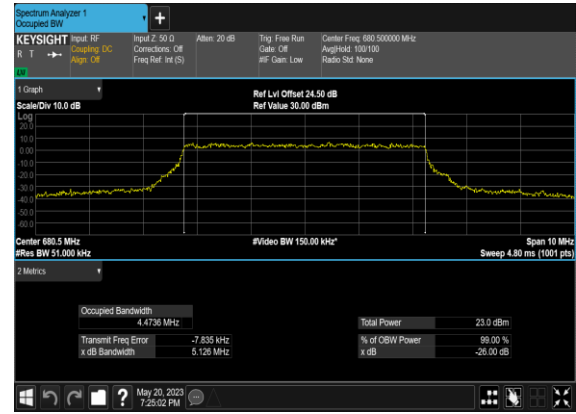 Spectrum Analyzer 1
Occupied BW
+
KEYSIGHT Input: RF Input Z: 50 Ω Atten: 20 dB Trig: Free Run Center Freq: 680.500000 MHz
R T Coupling: DC Corrections: Off Gate: Off Avg|Hold: 100/100
Align: Off Freq Ref: Int (S) #IF Gain: Low Radio Std: None
LW
1 Graph Ref Lvl Offset 24.50 dB
Scale/Div 10.0 dB Ref Value 30.00 dBm
Log
20.0
10.0
0.00
-10.0
-20.0
-30.0
-40.0
-50.0
-60.0
Center 680.5 MHz #Video BW 150.00 kHz* Span 10 MHz
#Res BW 51.000 kHz Sweep 4.80 ms (1001 pts)
2 Metrics
Occupied Bandwidth
4.4736 MHz Total Power 23.0 dBm
Transmit Freq Error -7.835 kHz % of OBW Power 99.00 %
x dB Bandwidth 5.126 MHz x dB -26.00 dB
? May 20, 2023
7:25:02 PM